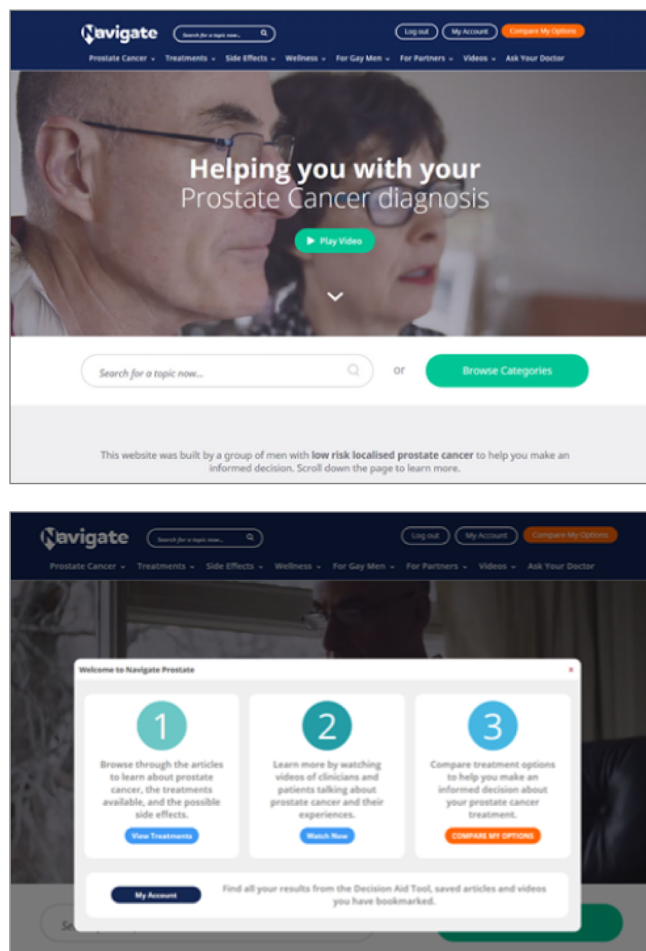 Navigate
Search for a topic now...
Log out
My Account
Compare My Options
Prostate Cancer Treatments Side Effects Wellness For Gay Men For Partners Videos Ask Your Doctor
Helping you with your
Prostate Cancer diagnosis
Play Video
Search for a topic now...
or
Browse Categories
This website was built by a group of men with low risk localised prostate cancer to help you make an
informed decision. Scroll down the page to learn more.
Navigate
Search for a topic now...
Log out
My Account
Compare My Options
Prostate Cancer Treatments Side Effects Wellness For Gay Men For Partners Videos Ask Your Doctor
Welcome to Navigate Prostate
x
1
Browse through the articles
to learn about prostate
cancer, the treatments
available, and the possible
side effects.
View Treatments
2
Learn more by watching
videos of clinicians and
patients talking about
prostate cancer and their
experiences.
Watch Now
3
Compare treatment options
to help you make an
informed decision about
your prostate cancer
treatment.
COMPARE MY OPTIONS
My Account
Find all your results from the Decision Aid Tool, saved articles and videos
you have bookmarked.